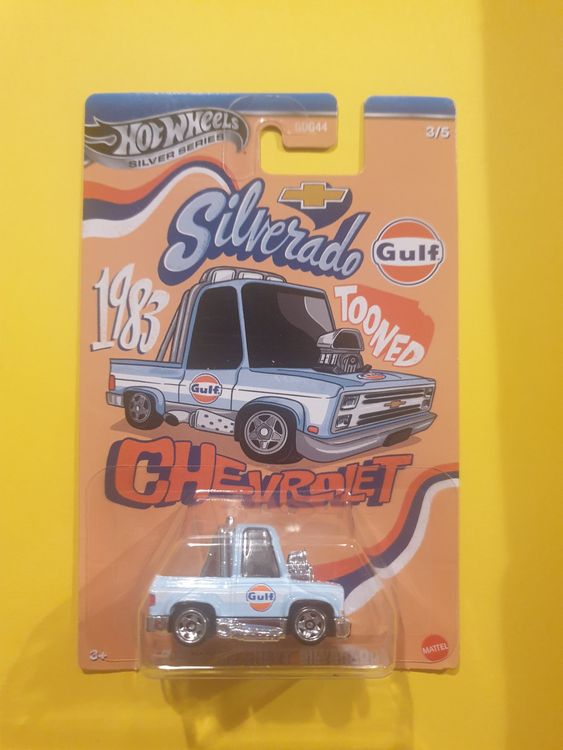 HOT WHEELS
SILVER SERIES
GDG44
3/5
Silverado
Gulf
1983
TOONED
Gulf
CHEVROLET
Gulf
3+
MATTEL